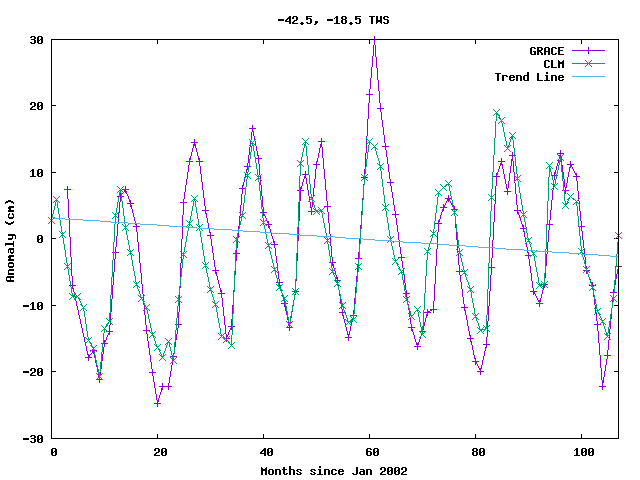 -42.5, -18.5 TWS
GRACE
CLM
Trend Line
30
20
10
0
-10
-20
-30
Anomaly (cm)
0 20 40 60 80 100
Months since Jan 2002